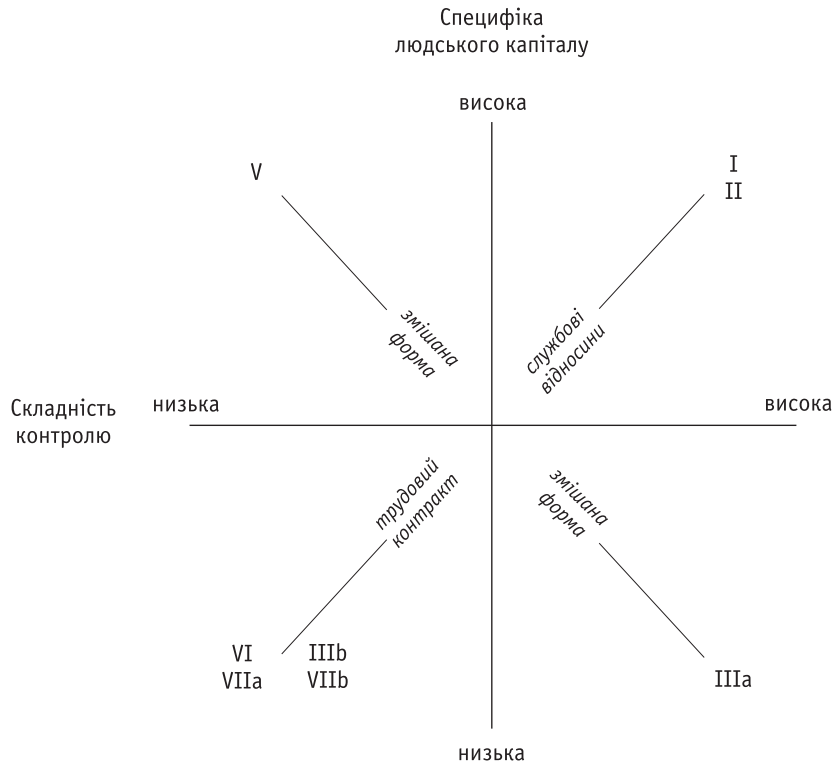 Специфіка
людського капіталу
висока
V
I
II
змішана
форма
службові
відносини
Складність
контролю
низька
висока
трудовий
контракт
змішана
форма
VI
VIIa
IIIb
VIIb
IIIa
низька